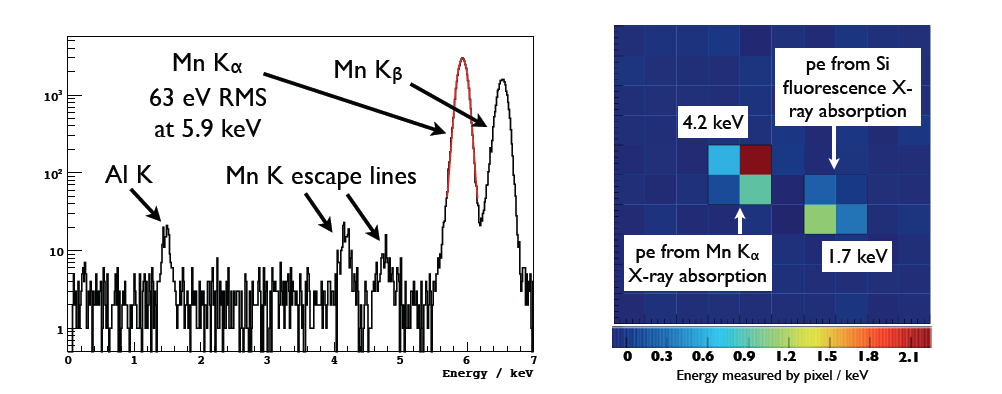 Mn Kα
63 eV RMS
at 5.9 keV
Mn Kβ
Al K
Mn K escape lines
10³
10²
10
1
0 1 2 3 4 5 6 7
Energy / keV
pe from Si
fluorescence X-
ray absorption
4.2 keV
pe from Mn Kα
X-ray absorption
1.7 keV
0 0.3 0.6 0.9 1.2 1.5 1.8 2.1
Energy measured by pixel / keV